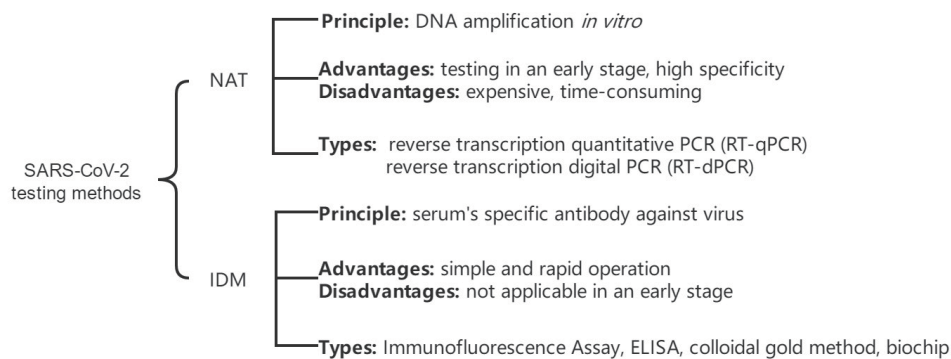 SARS-CoV-2
testing methods
NAT
Principle: DNA amplification in vitro
Advantages: testing in an early stage, high specificity
Disadvantages: expensive, time-consuming
Types: reverse transcription quantitative PCR (RT-qPCR)
reverse transcription digital PCR (RT-dPCR)
IDM
Principle: serum's specific antibody against virus
Advantages: simple and rapid operation
Disadvantages: not applicable in an early stage
Types: Immunofluorescence Assay, ELISA, colloidal gold method, biochip